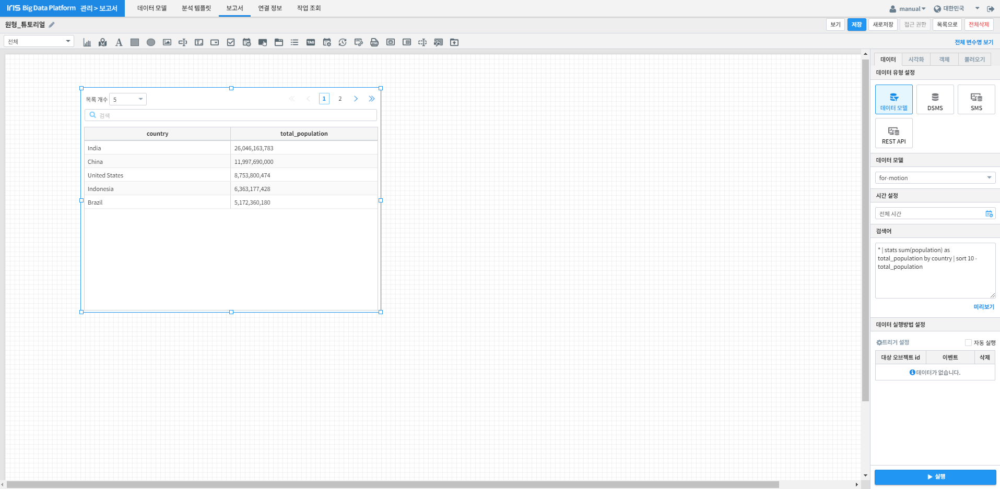 IRIS Big Data Platform 관리 > 보고서 데이터 모델 분석 템플릿 보고서 연결 정보 작업 조회 manual 대한민국
원형_튜토리얼 보기 저장 새로저장 접근 권한 목록으로 전체삭제
전체 A T TAG HTML 전체 변수명 보기
데이터 시각화 객체 불러오기
데이터 유형 설정
데이터 모델 DSMS SMS
REST API
데이터 모델
for-motion
시간 설정
전체 시간
검색어
* | stats sum(population) as
total_population by country | sort 10 -
total_population
미리보기
데이터 실행방법 설정
트리거 설정 자동 실행
대상 오브젝트 id 이벤트 삭제
데이터가 없습니다.
실행
목록 개수 5 1 2
검색
country total_population
India 26,046,163,783
China 11,997,690,000
United States 8,753,800,474
Indonesia 6,363,177,428
Brazil 5,172,360,180